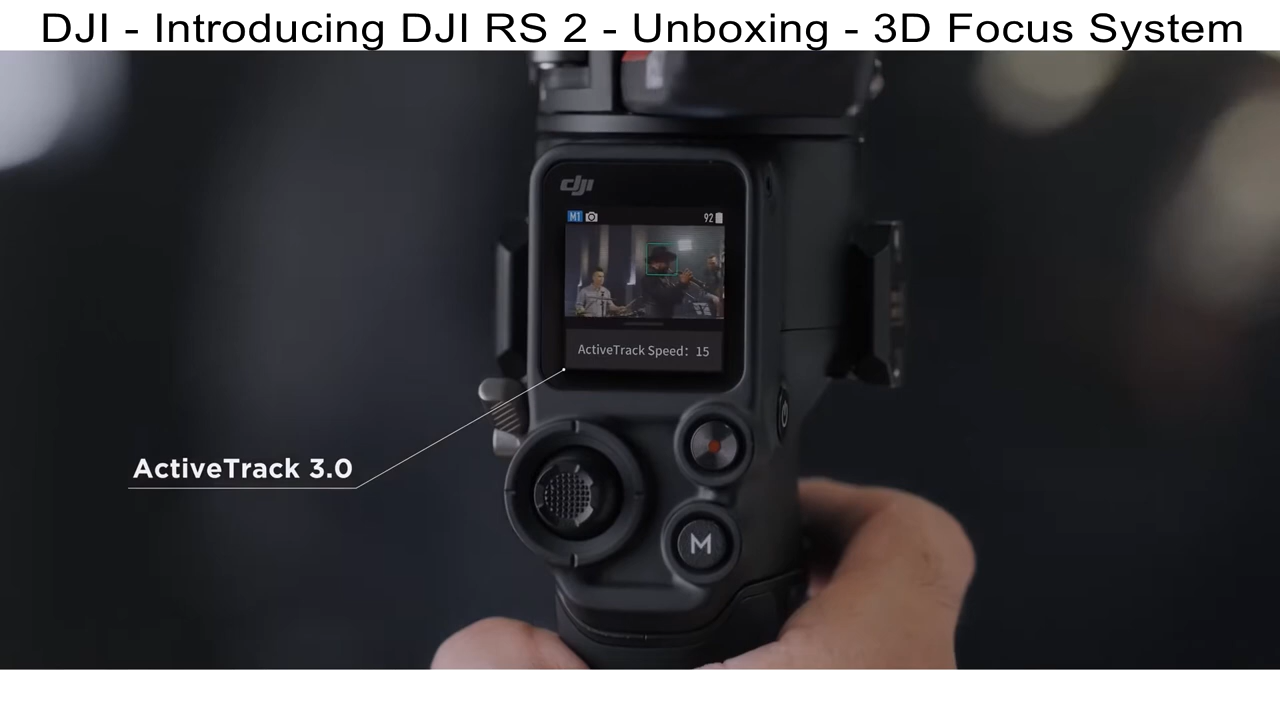 DJI - Introducing DJI RS 2 - Unboxing - 3D Focus System
dji
M1
92
ActiveTrack Speed: 15
ActiveTrack 3.0
M